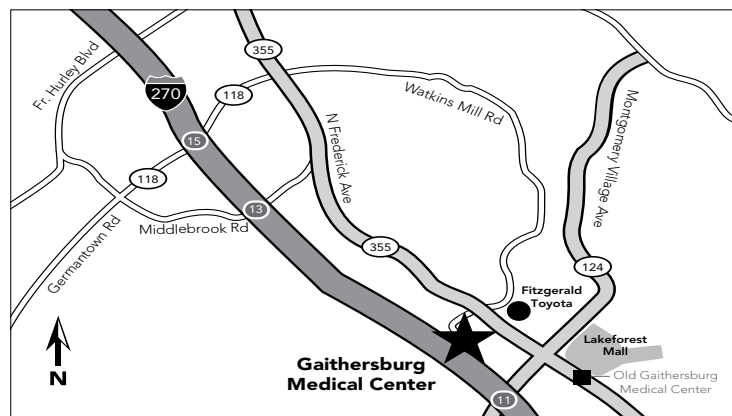 355
Fr. Hurley Blvd
270
118
Watkins Mill Rd
Montgomery Village Ave
15
N Frederick Ave
118
13
Middlebrook Rd
Germantown Rd
355
124
Fitzgerald
Toyota
Lakeforest
Mall
Gaithersburg
Medical Center
Old Gaithersburg
Medical Center
N
11